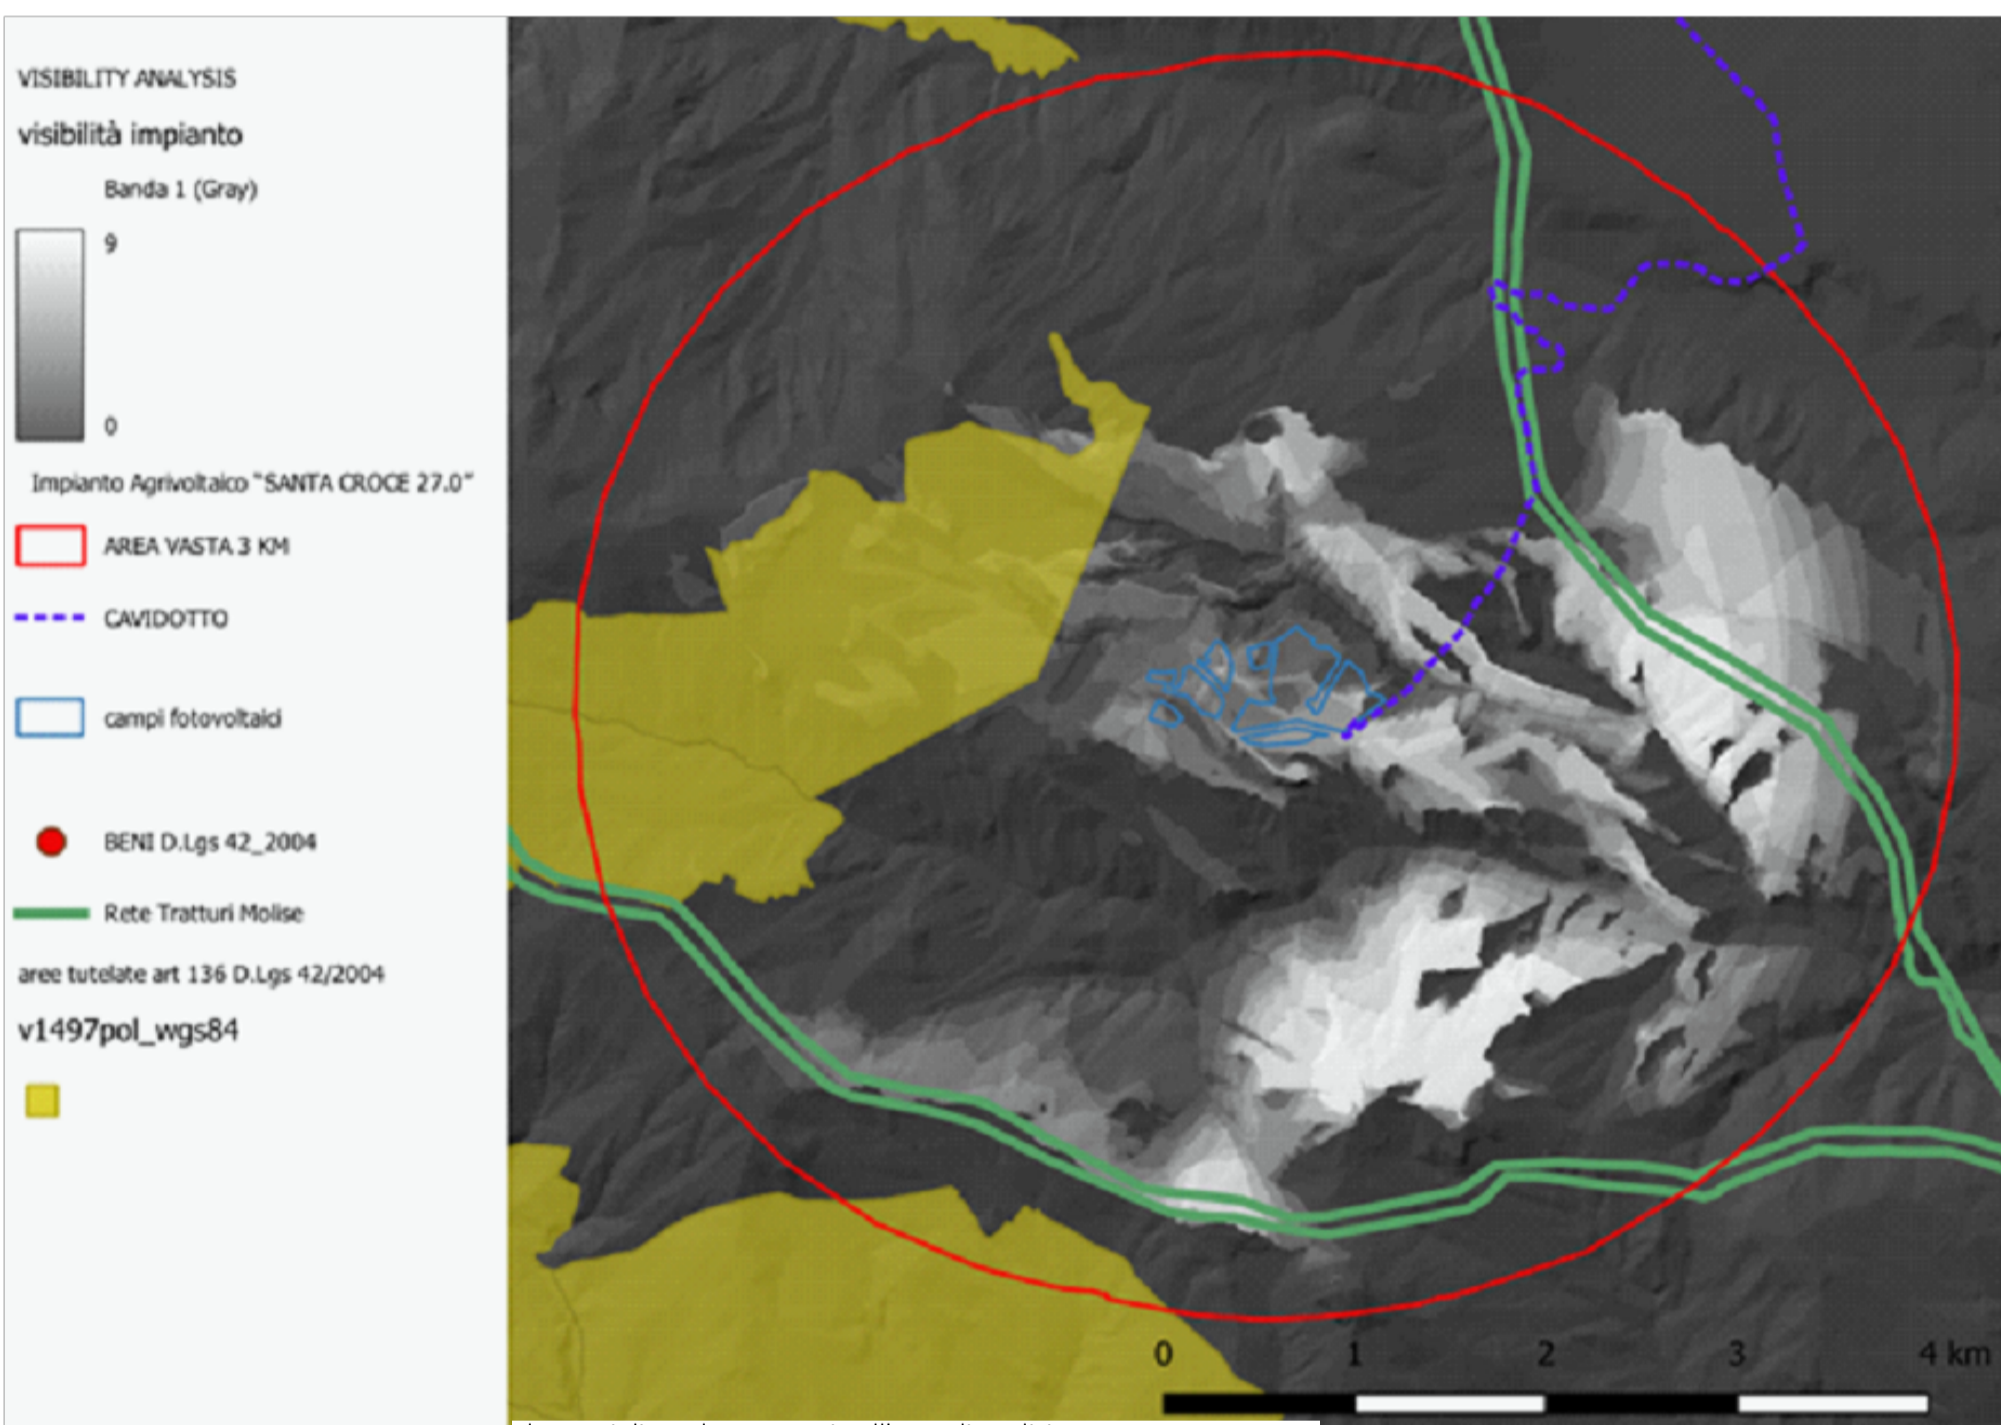 VISIBILITY ANALYSIS
visibilità impianto
Banda 1 (Gray)
9
0
Impianto Agrivoltaico "SANTA CROCE 27.0"
AREA VASTA 3 KM
CAVIDOTTO
campi fotovoltaici
BENI D.Lgs 42_2004
Rete Tratturi Molise
aree tutelate art 136 D.Lgs 42/2004
v1497pol_wgs84
0 1 2 3 4 km